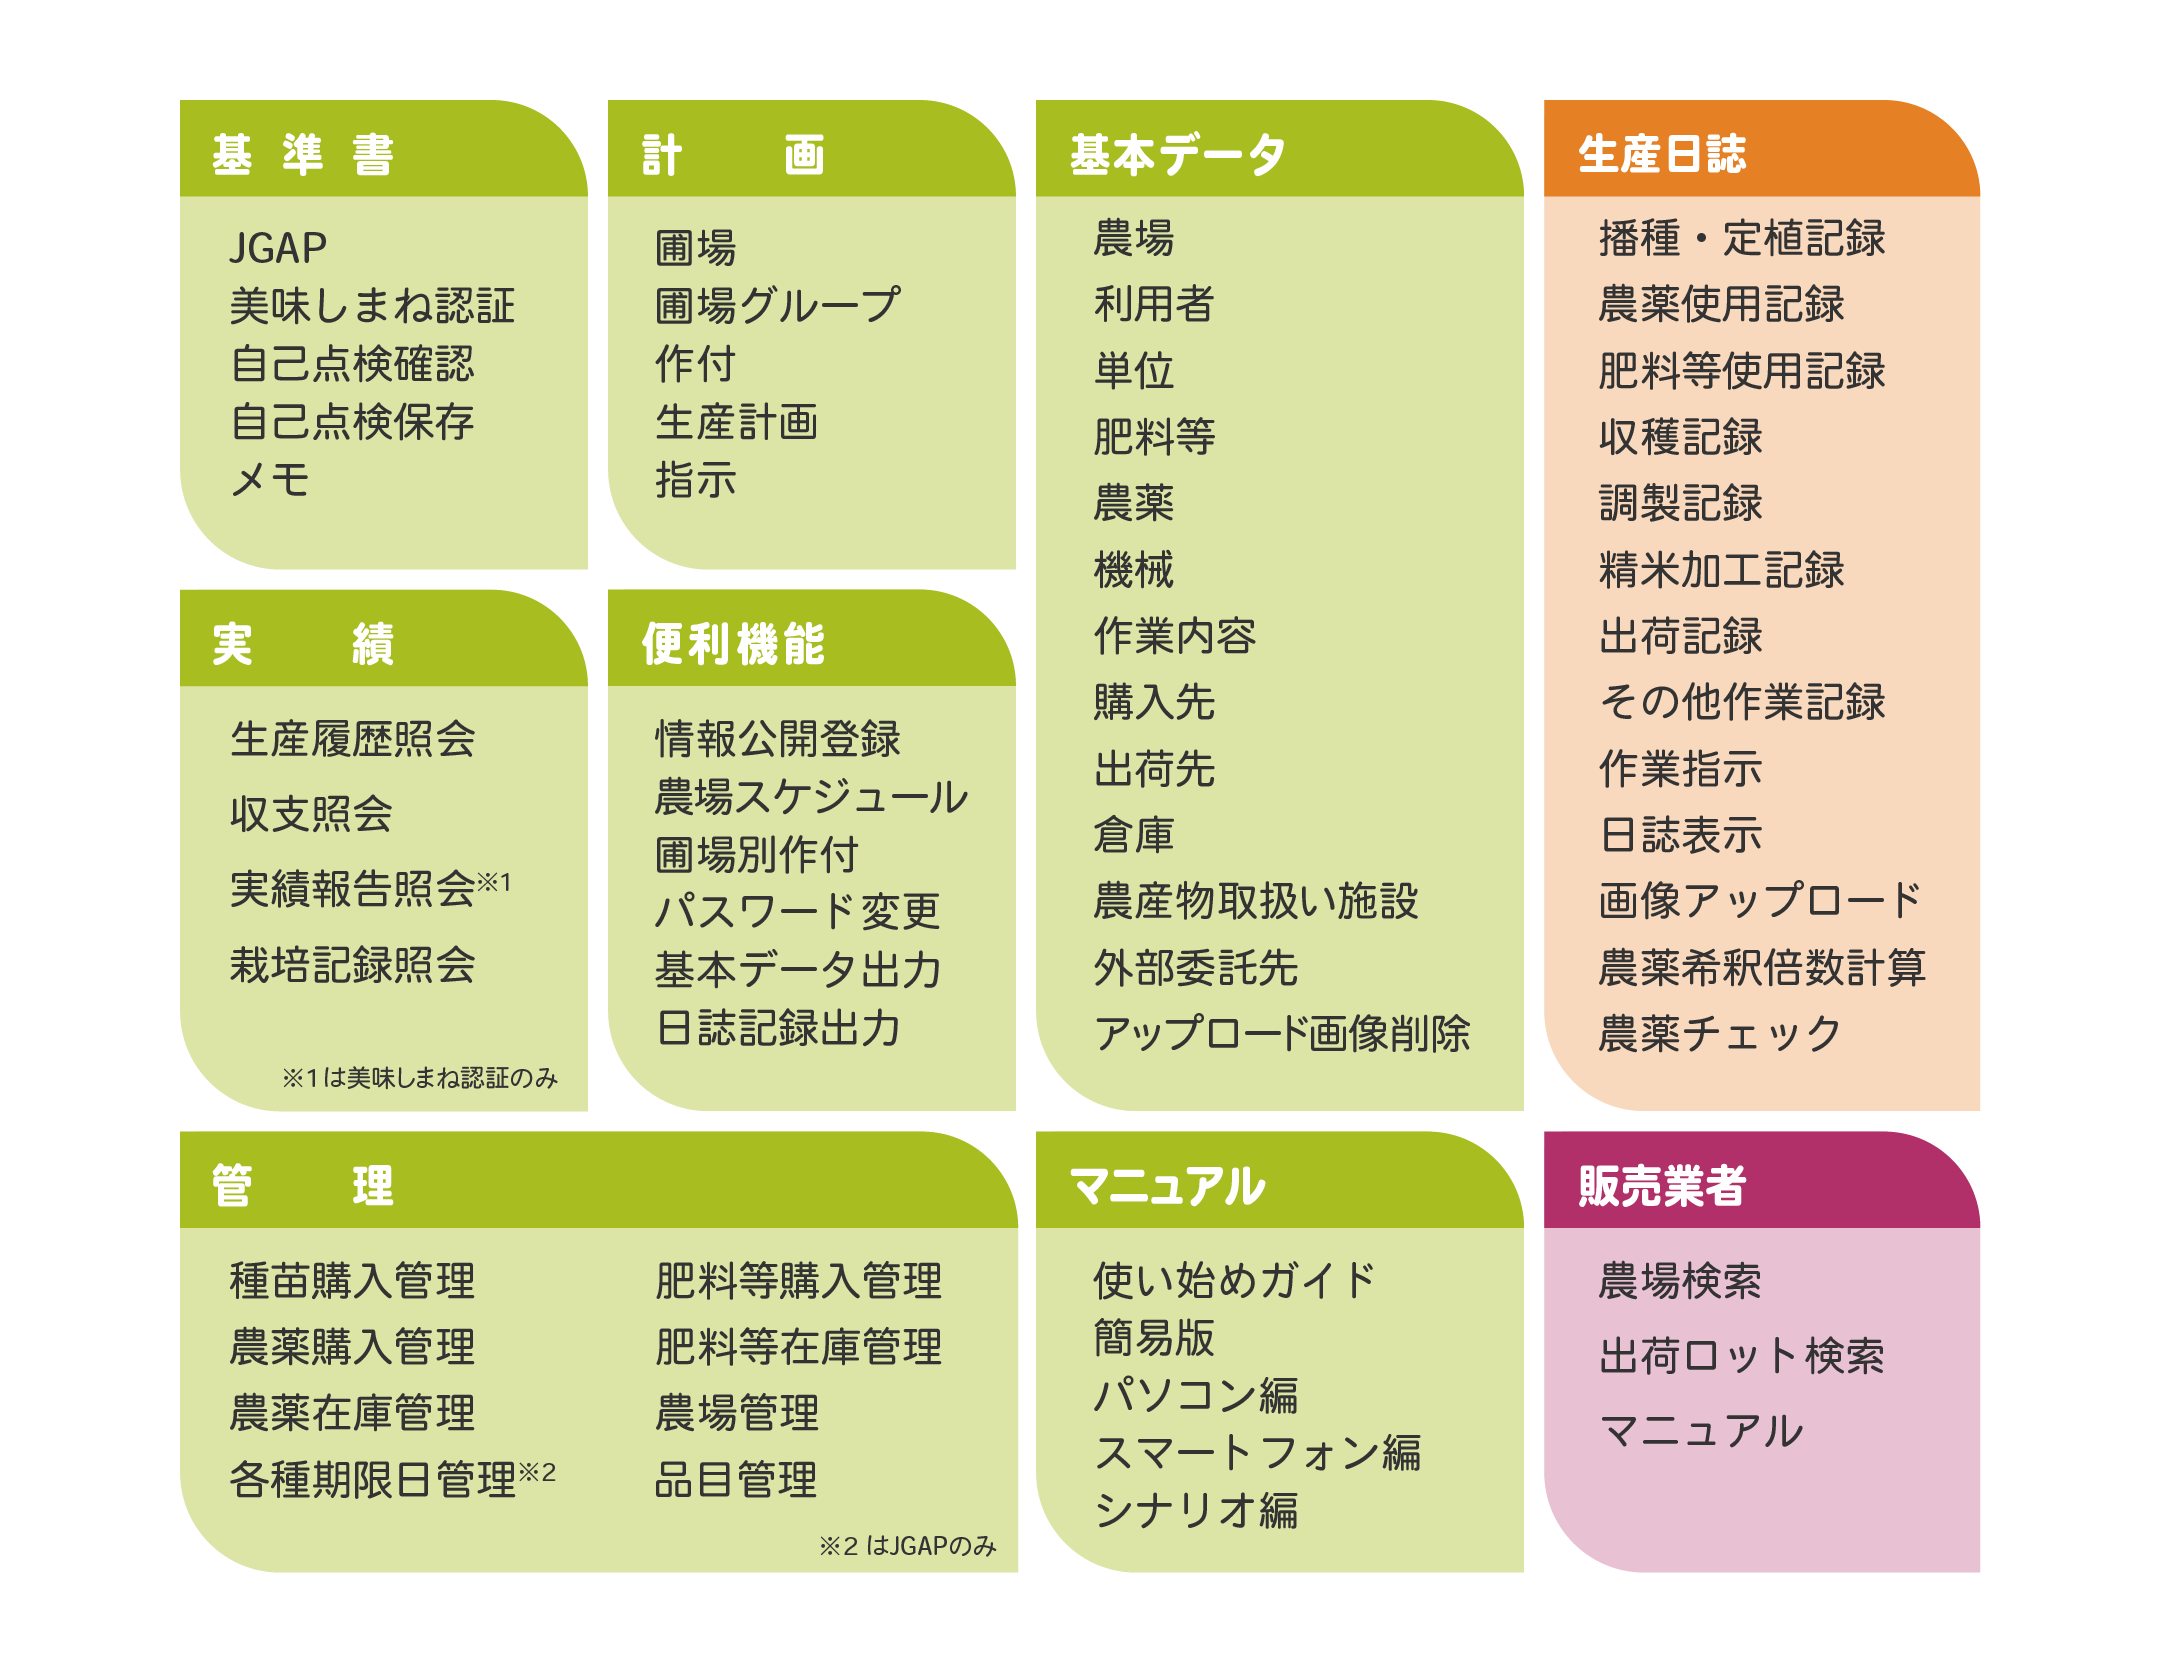 基準書
JGAP
美味しまね認証
自己点検確認
自己点検保存
メモ
計画
圃場
圃場グループ
作付
生産計画
指示
基本データ
農場
利用者
単位
肥料等
農薬
機械
作業内容
購入先
出荷先
倉庫
農産物取扱い施設
外部委託先
アップロード画像削除
生産日誌
播種・定植記録
農薬使用記録
肥料等使用記録
収穫記録
調製記録
精米加工記録
出荷記録
その他作業記録
作業指示
日誌表示
画像アップロード
農薬希釈倍数計算
農薬チェック
実績
生産履歴照会
収支照会
実績報告照会※1
栽培記録照会
※1は美味しまね認証のみ
便利機能
情報公開登録
農場スケジュール
圃場別作付
パスワード変更
基本データ出力
日誌記録出力
管理
種苗購入管理
農薬購入管理
農薬在庫管理
各種期限日管理※2
肥料等購入管理
肥料等在庫管理
農場管理
品目管理
※2 はJGAPのみ
マニュアル
使い始めガイド
簡易版
パソコン編
スマートフォン編
シナリオ編
販売業者
農場検索
出荷ロット検索
マニュアル